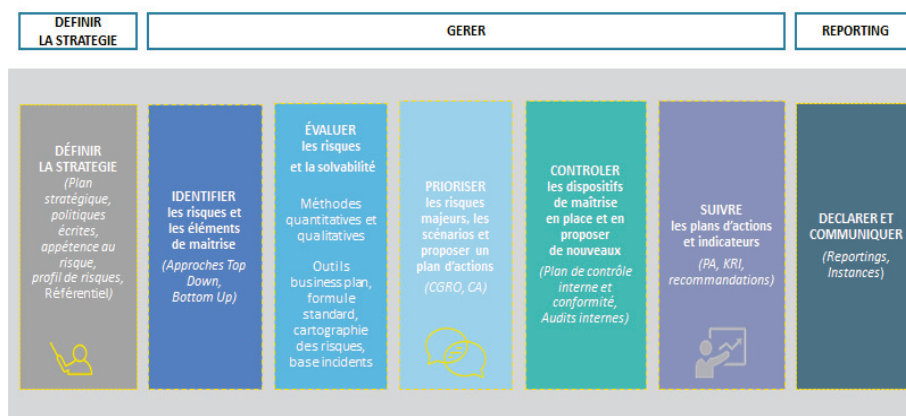 DEFINIR
LA STRATEGIE
GERER
REPORTING
DÉFINIR
LA STRATEGIE
(Plan
stratégique,
politiques
écrites,
appétence au
risque,
profil de risques,
Référentiel)
IDENTIFIER
les risques et
les éléments
de maîtrise
(Approches Top
Down,
Bottom Up)
ÉVALUER
les risques
et la solvabilité
Méthodes
quantitatives et
qualitatives
Outils
business plan,
formule
standard,
cartographie
des risques,
base incidents
PRIORISER
les risques
majeurs, les
scénarios et
proposer un
plan d'actions
(CGRO, CA)
CONTROLER
les dispositifs
de maîtrise
en place et en
proposer
de nouveaux
(Plan de contrôle
interne et
conformité,
Audits internes)
SUIVRE
les plans d'actions
et indicateurs
(PA, KRI,
recommandations)
DECLARER ET
COMMUNIQUER
(Reportings,
Instances)